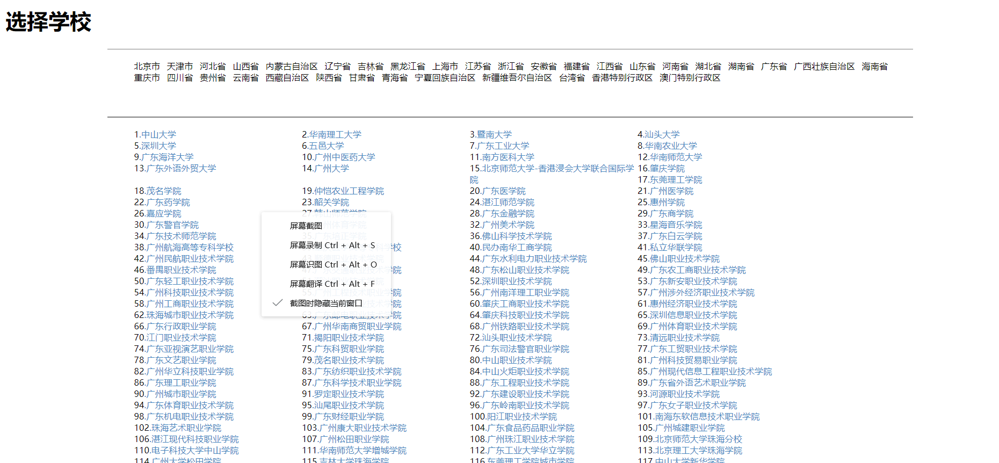 选择学校
北京市 天津市 河北省 山西省 内蒙古自治区 辽宁省 吉林省 黑龙江省 上海市 江苏省 浙江省 安徽省 福建省 江西省 山东省 河南省 湖北省 湖南省 广东省 广西壮族自治区 海南省
重庆市 四川省 贵州省 云南省 西藏自治区 陕西省 甘肃省 青海省 宁夏回族自治区 新疆维吾尔自治区 台湾省 香港特别行政区 澳门特别行政区
1.中山大学 2.华南理工大学 3.暨南大学 4.汕头大学
5.深圳大学 6.五邑大学 7.广东工业大学 8.华南农业大学
9.广东海洋大学 10.广州中医药大学 11.南方医科大学 12.华南师范大学
13.广东外语外贸大学 14.广州大学 15.北京师范大学-香港浸会大学联合国际学 16.肇庆学院
院 17.东莞理工学院
18.茂名学院 19.仲恺农业工程学院 20.广东医学院 21.广州医学院
22.广东药学院 23.韶关学院 24.湛江师范学院 25.惠州学院
26.嘉应学院 27.韩山师范学院 28.广东金融学院 29.广东商学院
30.广东警官学院 州体育学院 32.广州美术学院 33.星海音乐学院
屏幕截图
34.广东技术师范学院 35.广东培正学院 36.佛山科学技术学院 37.广东白云学院
38.广州航海高等专科学校 科学校 40.民办南华工商学院 41.私立华联学院
屏幕录制 Ctrl + Alt + S
42.广州民航职业技术学院 44.广东水利电力职业技术学院 45.佛山职业技术学院
屏幕识图 Ctrl + Alt + O
46.番禺职业技术学院 术学院 48.广东松山职业技术学院 49.广东农工商职业技术学院
50.广东轻工职业技术学院 52.深圳职业技术学院 53.广东新安职业技术学院
屏幕翻译 Ctrl + Alt + F
54.广州科技职业技术学院 55.广州工程技术职业学院 56.广州南洋理工职业学院 57.广州涉外经济职业技术学院
58.广州工商职业技术学院 术学院 60.肇庆工商职业技术学院 61.惠州经济职业技术学院
截图时隐藏当前窗口
62.珠海城市职业技术学院 63.广东邮电职业技术学院 64.肇庆科技职业技术学院 65.深圳信息职业技术学院
66.广东行政职业学院 67.广州华南商贸职业学院 68.广州铁路职业技术学院 69.广州体育职业技术学院
70.江门职业技术学院 71.揭阳职业技术学院 72.汕头职业技术学院 73.清远职业技术学院
74.广东亚视演艺职业学院 75.广东科贸职业学院 76.广东司法警官职业学院 77.广东工贸职业技术学院
78.广东文艺职业学院 79.茂名职业技术学院 80.中山职业技术学院 81.广州科技贸易职业学院
82.广州华立科技职业学院 83.广东纺织职业技术学院 84.中山火炬职业技术学院 85.广州现代信息工程职业技术学院
86.广东理工职业学院 87.广东科学技术职业学院 88.广东工程职业技术学院 89.广东省外语艺术职业学院
90.广州城市职业学院 91.罗定职业技术学院 92.广东建设职业技术学院 93.河源职业技术学院
94.广东体育职业技术学院 95.汕尾职业技术学院 96.广东岭南职业技术学院 97.广东女子职业技术学院
98.广东机电职业技术学院 99.广东财经职业学院 100.阳江职业技术学院 101.南海东软信息技术职业学院
102.珠海艺术职业学院 103.广州康大职业技术学院 104.广东食品药品职业学院 105.广州城建职业学院
106.湛江现代科技职业学院 107.广州松田职业学院 108.广州珠江职业技术学院 109.北京师范大学珠海分校
110.电子科技大学中山学院 111.华南师范大学增城学院 112.广东工业大学华立学院 113.北京理工大学珠海学院
114.广州大学松田学院 115.吉林大学珠海学院 116.东莞理工学院城市学院 117.中山大学新华学院